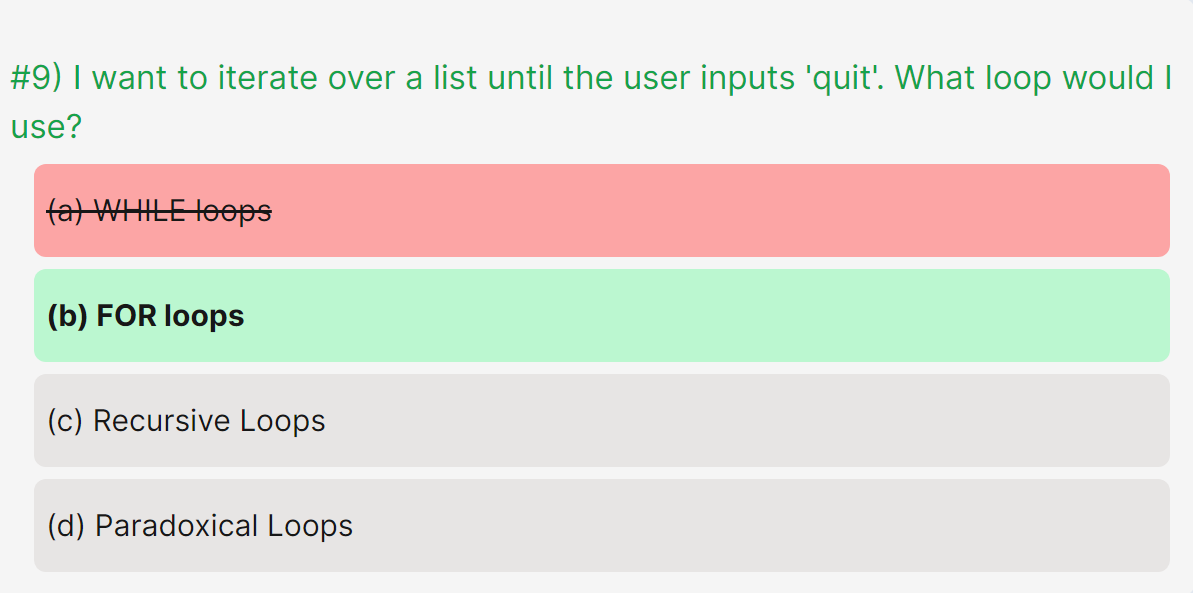 #9) I want to iterate over a list until the user inputs 'quit'. What loop would I
use?
(a) WHILE loops
(b) FOR loops
(c) Recursive Loops
(d) Paradoxical Loops